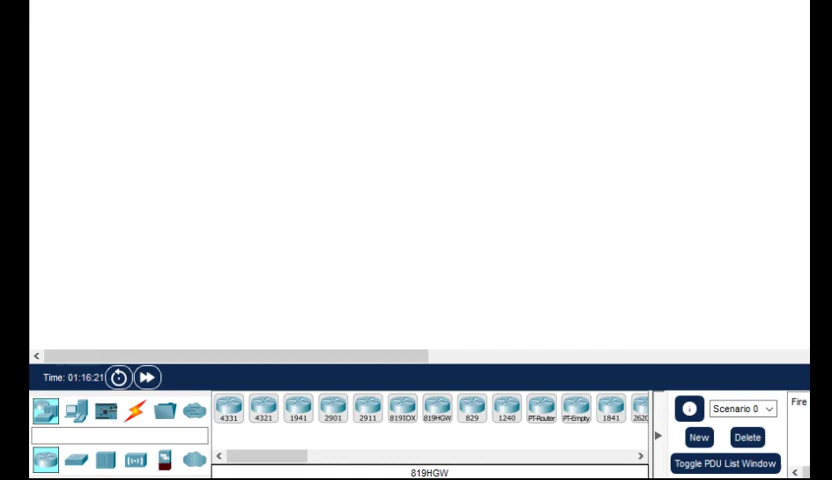 Time: 01:16:21
4331 4321 1941 2901 2911 819IOX 819HGW 829 1240 PT-Router PT-Empty 1841 262
819HGW
Scenario 0
New Delete
Toggle PDU List Window
Fire